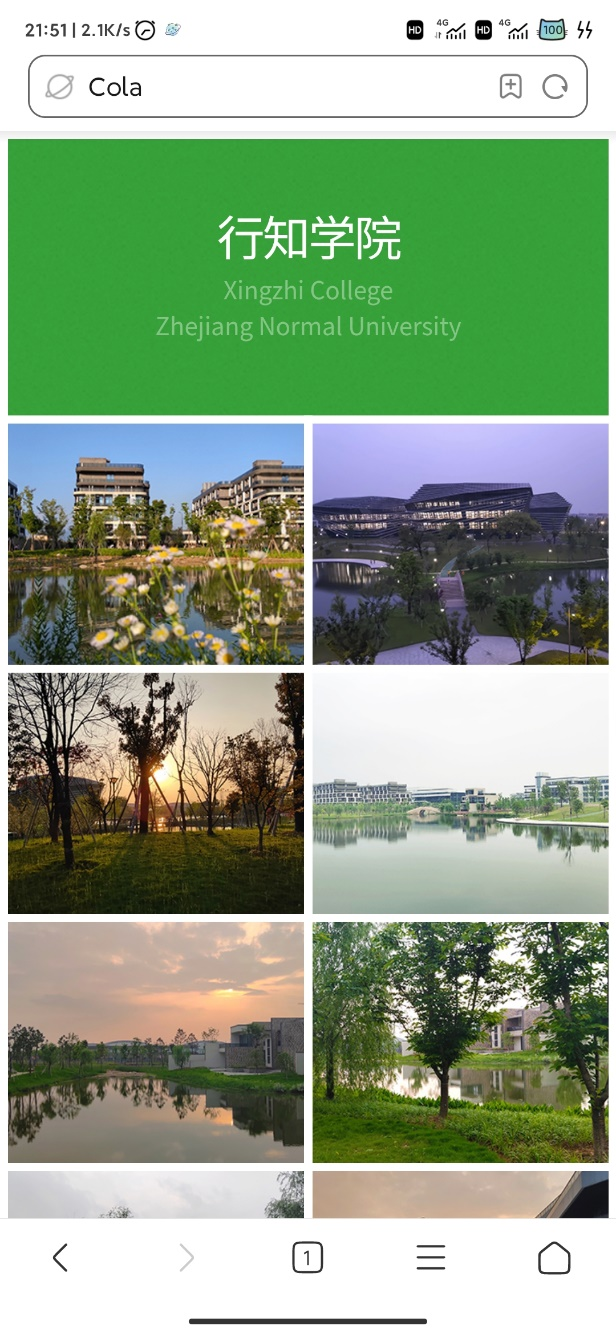 21:51 | 2.1K/s HD 4G HD 4G 100
Cola
行知学院
Xingzhi College
Zhejiang Normal University
1